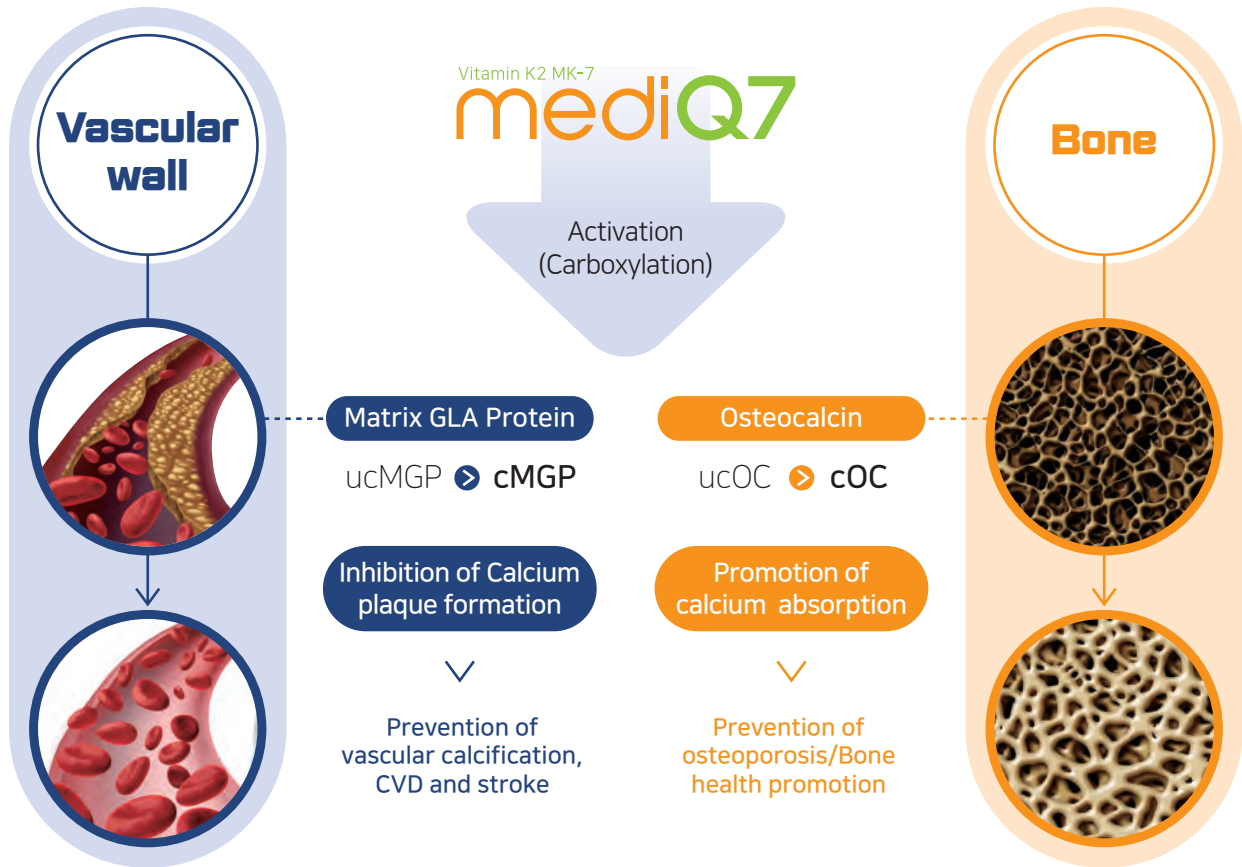 Vascular
wall
Vitamin K2 MK-7
mediQ7
Activation
(Carboxylation)
Bone
Matrix GLA Protein
ucMGP > cMGP
Inhibition of Calcium
plaque formation
Prevention of
vascular calcification,
CVD and stroke
Osteocalcin
ucOC > cOC
Promotion of
calcium absorption
Prevention of
osteoporosis/Bone
health promotion